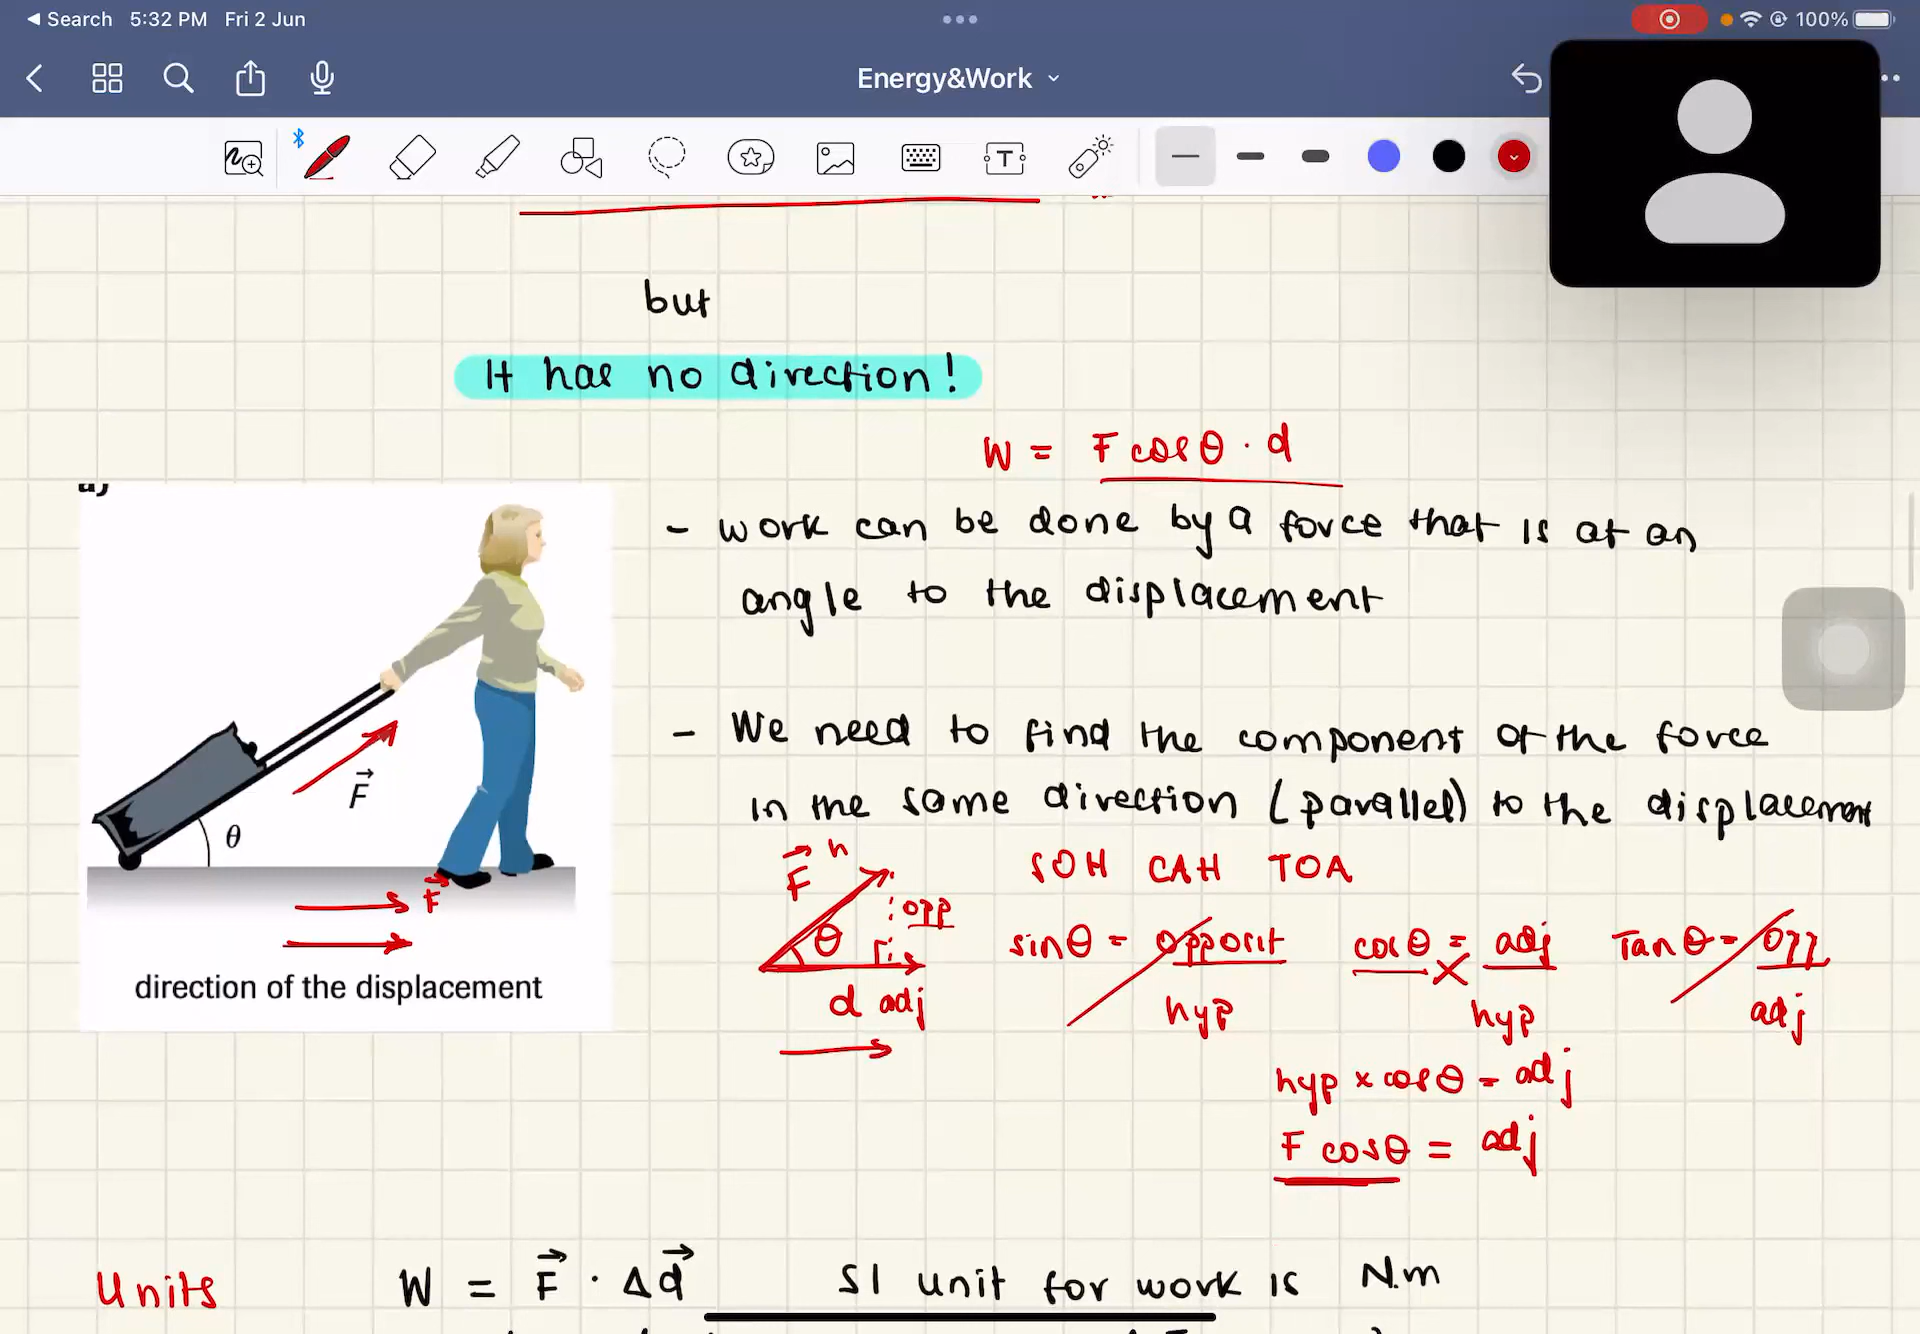 Search 5:32 PM Fri 2 Jun
100%
Energy&Work
but
It has no direction!
W = F cosθ · d
- work can be done by a force that is at an
angle to the displacement
F
θ
F
direction of the displacement
- We need to find the component of the force
in the same direction (parallel) to the displacement
F h
opp
θ
d adj
SOH CAH TOA
sinθ = opposit / hyp
cosθ = adj / hyp
Tanθ = opp / adj
hyp × cosθ = adj
F cosθ = adj
Units W = F · Δd SI unit for work is N.m